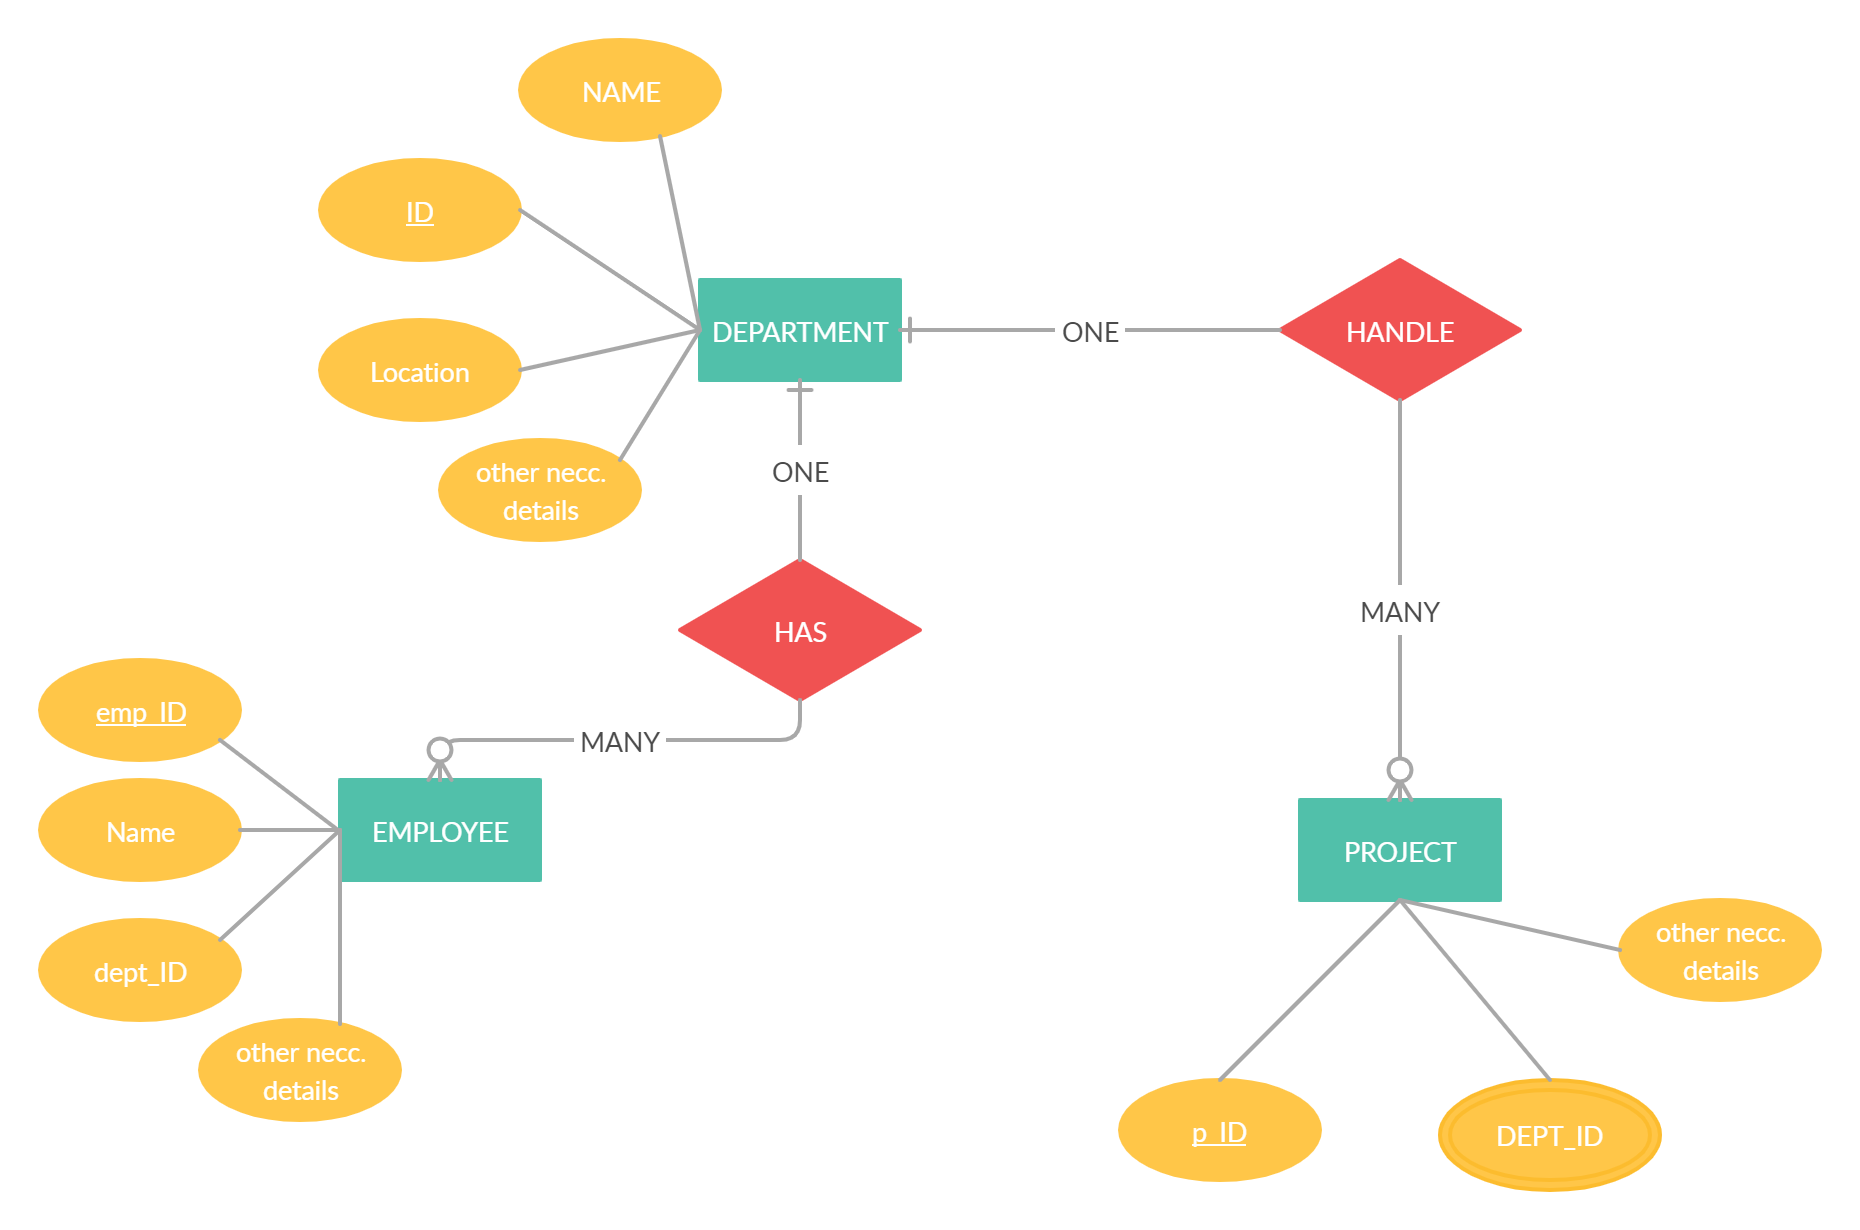 NAME
ID
DEPARTMENT
ONE
HANDLE
Location
other necc.
details
ONE
HAS
MANY
emp_ID
MANY
Name
EMPLOYEE
PROJECT
dept_ID
other necc.
details
other necc.
details
p_ID
DEPT_ID